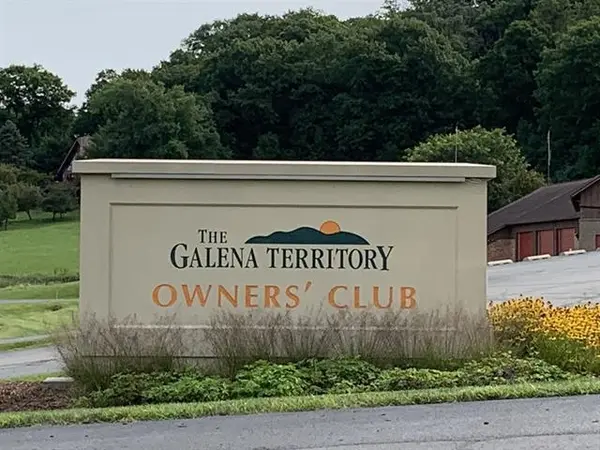 THE
GALENA TERRITORY
OWNERS' CLUB